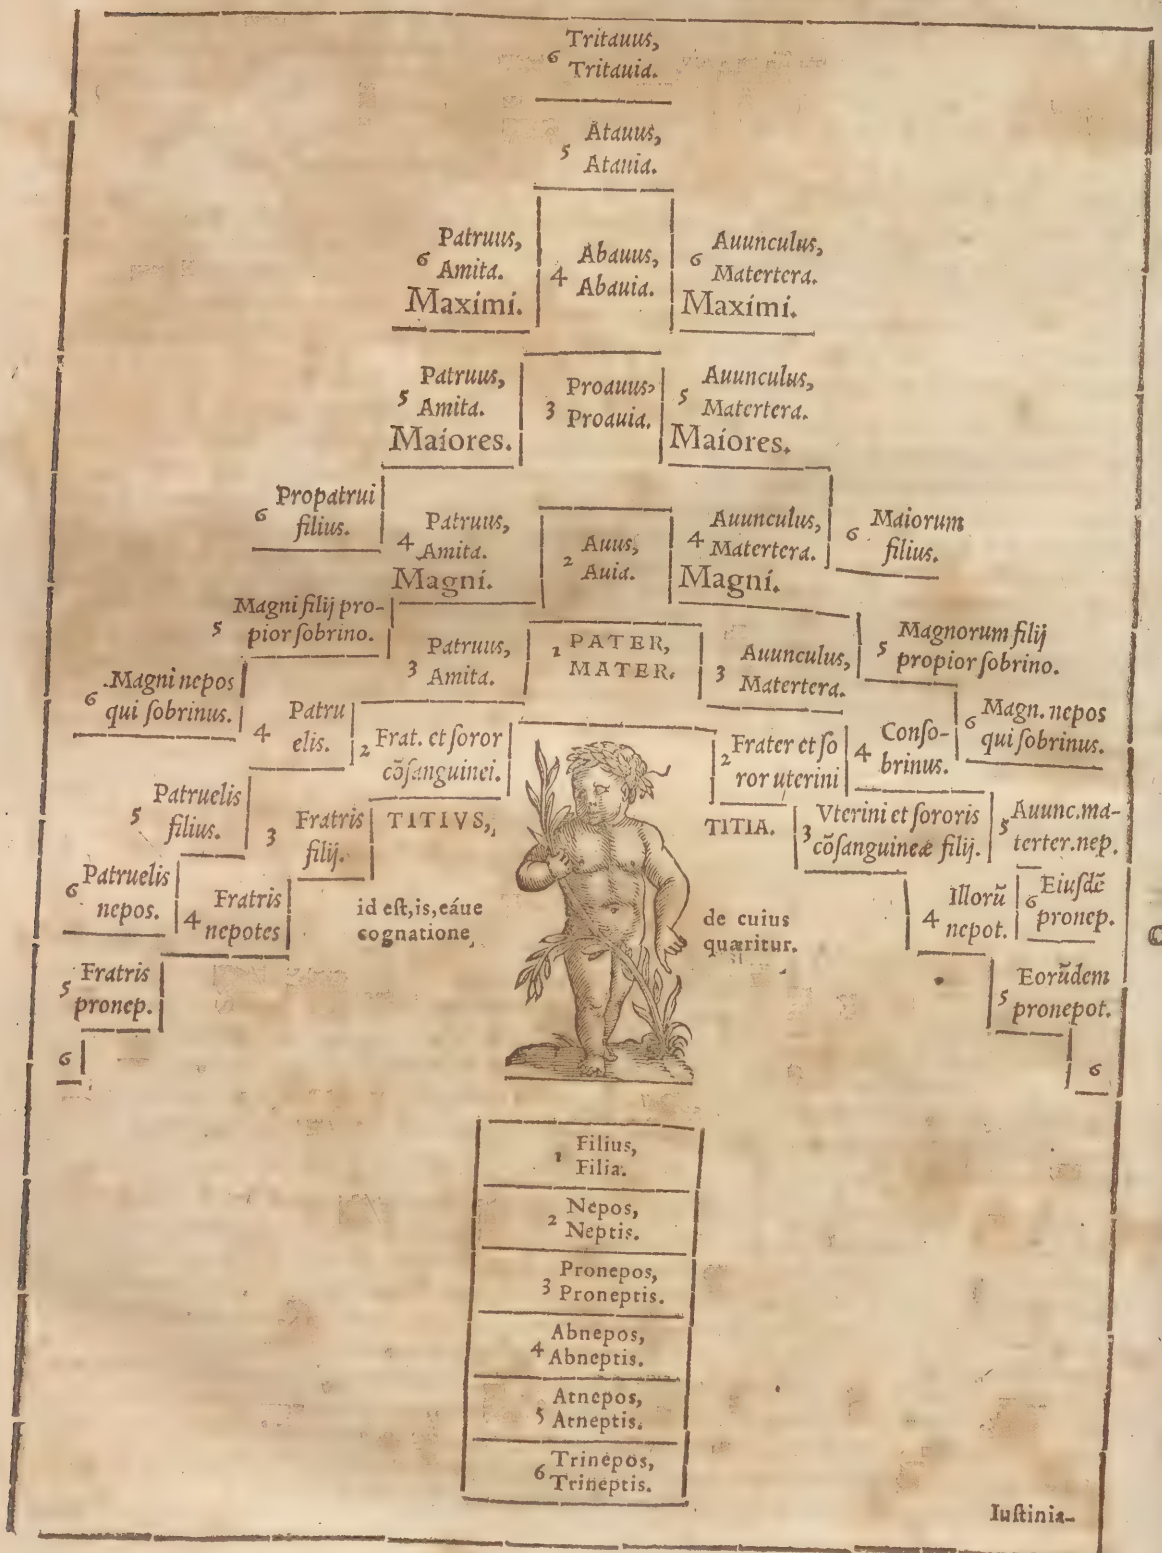 6 Tritauus,
Tritauia.
5 Atauus,
Atauia.
6 Patruus,
Amita.
Maximi.
4 Abauus,
Abauia.
6 Auunculus,
Matertera.
Maximi.
5 Patruus,
Amita.
Maiores.
3 Proauus,
Proauia.
5 Auunculus,
Matertera.
Maiores.
6 Propatrui
filius.
4 Patruus,
Amita.
Magni.
2 Auus,
Auia.
4 Auunculus,
Matertera.
Magni.
6 Maiorum
filius.
5 Magni filij pro-
pior ſobrino.
3 Patruus,
Amita.
1 PATER,
MATER.
3 Auunculus,
Matertera.
5 Magnorum filij
propior ſobrino.
6 Magni nepos
qui ſobrinus.
4 Patru
elis.
2 Frat. et ſoror
cõſanguinei.
2 Frater et ſo
ror uterini
4 Conſo-
brinus.
6 Magn. nepos
qui ſobrinus.
5 Patruelis
filius.
3 Fratris
filij.
TITIVS,
TITIA.
3 Vterini et ſororis
cõſanguineæ filij.
5 Auunc.ma-
terter.nep.
6 Patruelis
nepos.
4 Fratris
nepotes
id eſt,is,eáue
cognatione
de cuius
quæritur.
4 Illorũ
nepot.
6 Eiuſdẽ
pronep.
5 Fratris
pronep.
5 Eorũdem
pronepot.
6
6
1 Filius,
Filia.
2 Nepos,
Neptis.
3 Pronepos,
Proneptis.
4 Abnepos,
Abneptis.
5 Atnepos,
Atneptis.
6 Trinepos,
Trineptis.
Iuſtinia-